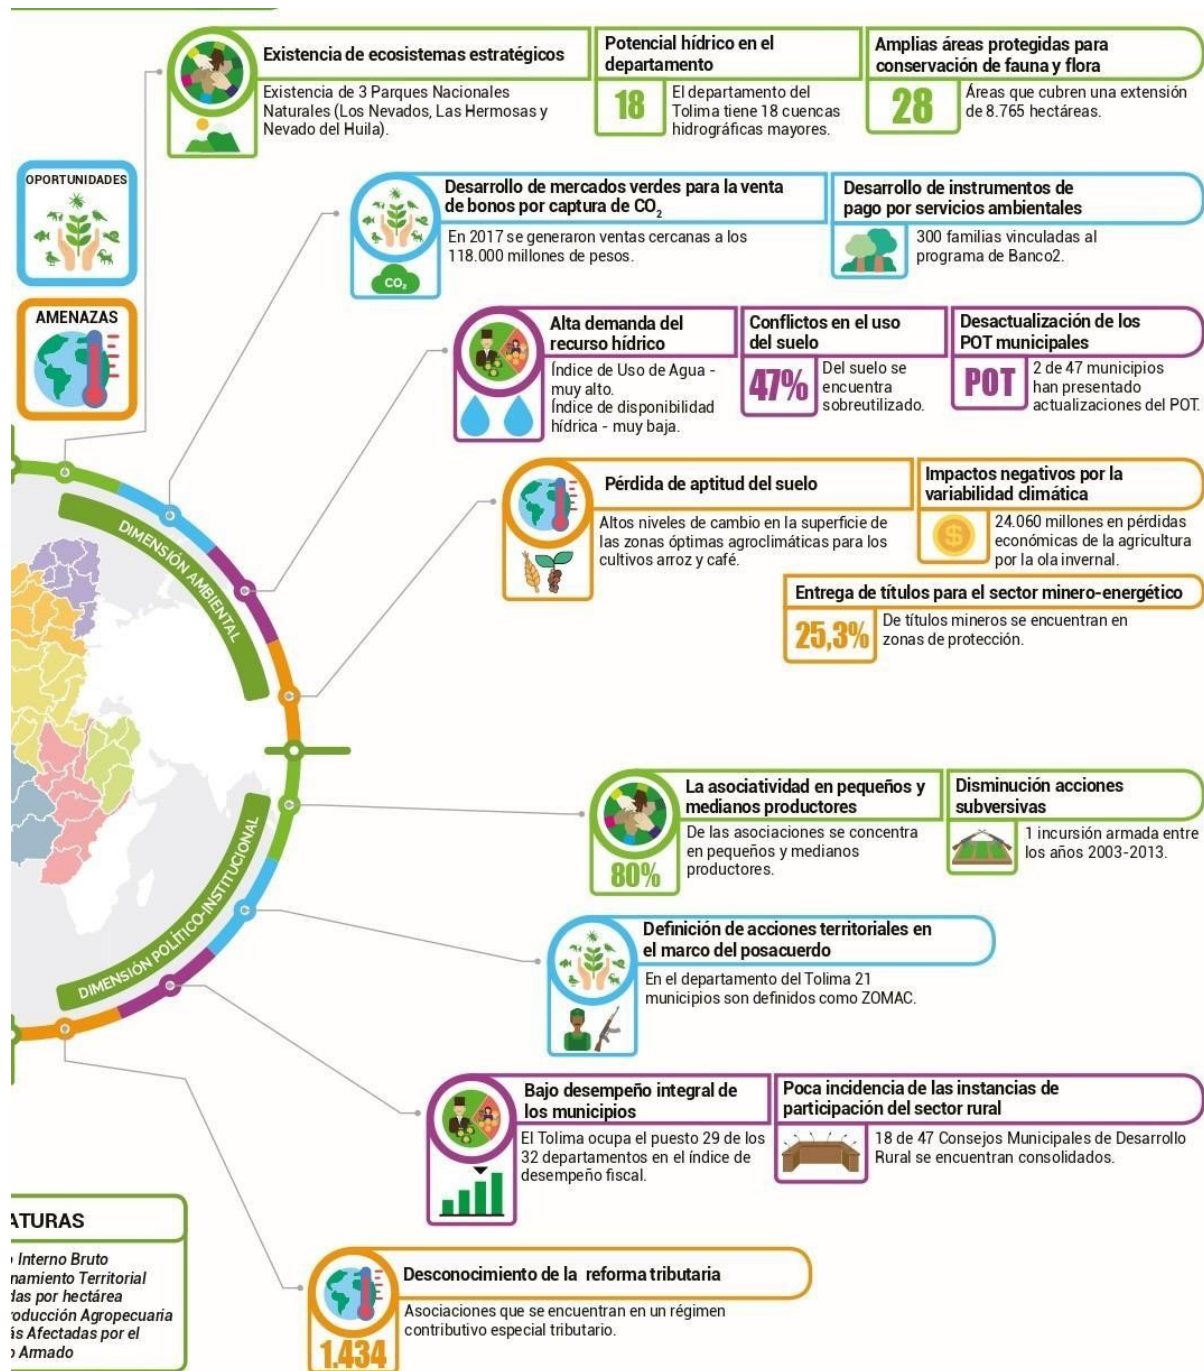 Existencia de ecosistemas estratégicos
Existencia de 3 Parques Nacionales
Naturales (Los Nevados, Las Hermosas y
Nevado del Huila).
Potencial hídrico en el
departamento
18
El departamento del
Tolima tiene 18 cuencas
hidrográficas mayores.
Amplias áreas protegidas para
conservación de fauna y flora
28
Áreas que cubren una extensión
de 8.765 hectáreas.
OPORTUNIDADES
AMENAZAS
Desarrollo de mercados verdes para la venta
de bonos por captura de CO₂
En 2017 se generaron ventas cercanas a los
118.000 millones de pesos.
CO₂
Desarrollo de instrumentos de
pago por servicios ambientales
300 familias vinculadas al
programa de Banco2.
Alta demanda del
recurso hídrico
Índice de Uso de Agua -
muy alto.
Índice de disponibilidad
hídrica - muy baja.
Conflictos en el uso
del suelo
47%
Del suelo se
encuentra
sobreutilizado.
Desactualización de los
POT municipales
POT
2 de 47 municipios
han presentado
actualizaciones del POT.
Pérdida de aptitud del suelo
Altos niveles de cambio en la superficie de
las zonas óptimas agroclimáticas para los
cultivos arroz y café.
Impactos negativos por la
variabilidad climática
24.060 millones en pérdidas
económicas de la agricultura
por la ola invernal.
Entrega de títulos para el sector minero-energético
25,3%
De títulos mineros se encuentran en
zonas de protección.
DIMENSIÓN AMBIENTAL
DIMENSIÓN POLÍTICO-INSTITUCIONAL
La asociatividad en pequeños y
medianos productores
80%
De las asociaciones se concentra
en pequeños y medianos
productores.
Disminución acciones
subversivas
1 incursión armada entre
los años 2003-2013.
Definición de acciones territoriales en
el marco del posacuerdo
En el departamento del Tolima 21
municipios son definidos como ZOMAC.
Bajo desempeño integral de
los municipios
El Tolima ocupa el puesto 29 de los
32 departamentos en el índice de
desempeño fiscal.
Poca incidencia de las instancias de
participación del sector rural
18 de 47 Consejos Municipales de Desarrollo
Rural se encuentran consolidados.
Desconocimiento de la reforma tributaria
1.434
Asociaciones que se encuentran en un régimen
contributivo especial tributario.
ATURAS
Interno Bruto
namiento Territorial
das por hectárea
roducción Agropecuaria
ás Afectadas por el
o Armado